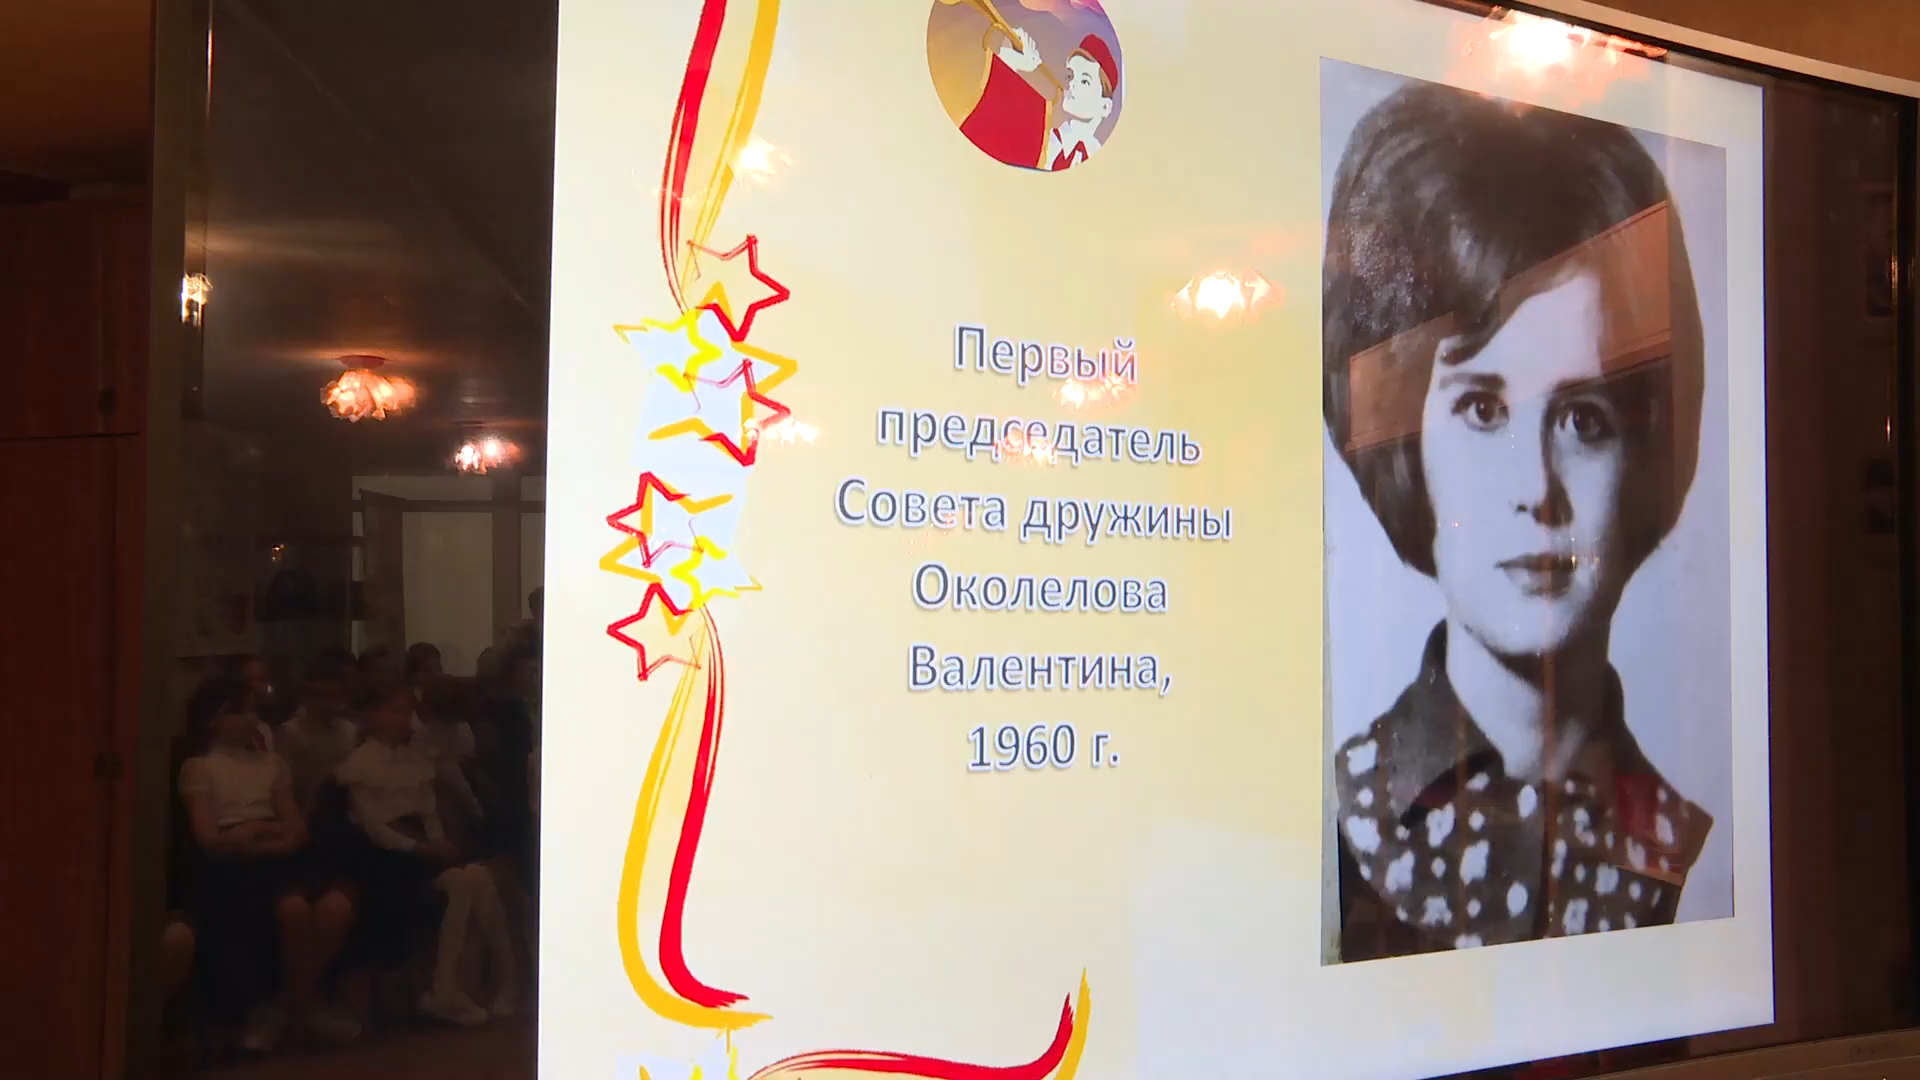 Первый
председатель
Совета дружины
Околелова
Валентина,
1960 г.